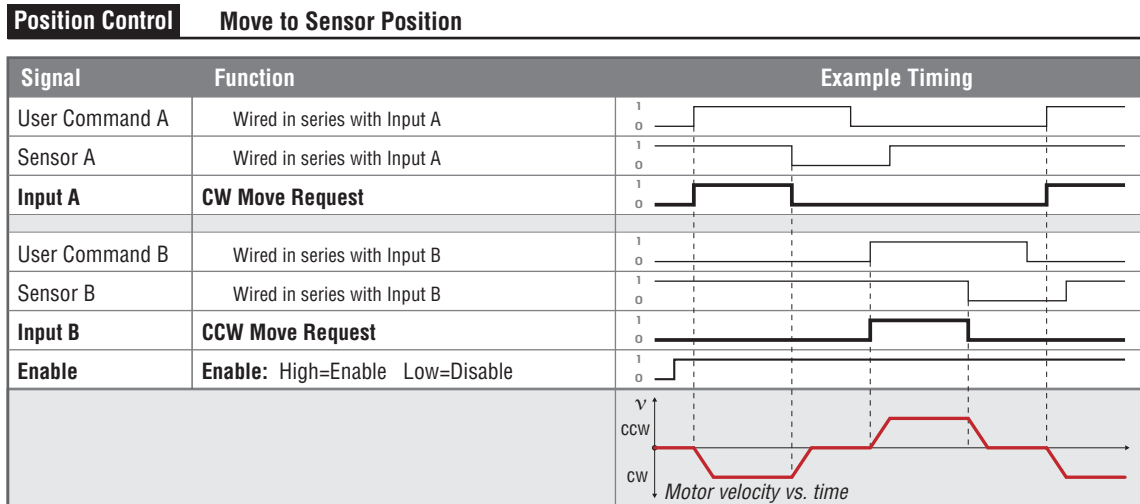 Position Control Move to Sensor Position
Signal Function Example Timing
User Command A Wired in series with Input A 1 0
Sensor A Wired in series with Input A 1 0
Input A CW Move Request 1 0
User Command B Wired in series with Input B 1 0
Sensor B Wired in series with Input B 1 0
Input B CCW Move Request 1 0
Enable Enable: High=Enable Low=Disable 1 0
v
CCW
CW
Motor velocity vs. time